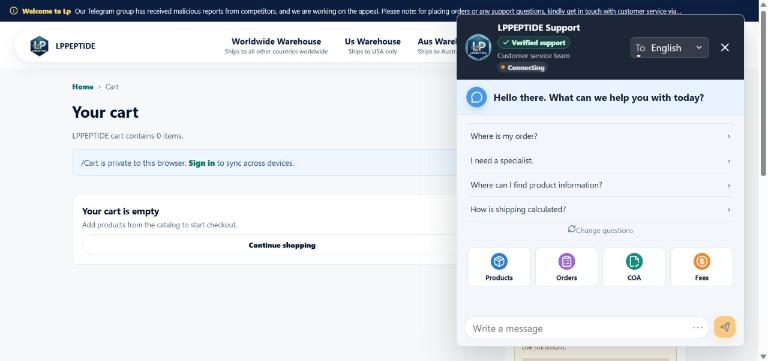 Welcome to Lp Our Telegram group has received malicious reports from competitors, and we are working on the appeal. Please note: for placing orders or any support questions, kindly get in touch with customer service via...
LPPEPTIDE
Worldwide Warehouse
Ships to all other countries worldwide
Us Warehouse
Ships to USA only
Aus Ware
Ships to Austr
Home > Cart
Your cart
LPPEPTIDE cart contains 0 items.
/Cart is private to this browser. Sign in to sync across devices.
Your cart is empty
Add products from the catalog to start checkout.
Continue shopping
LP
LPPEPTIDE Support
✓ Verified support
Customer service team
Connecting
To English
Hello there. What can we help you with today?
Where is my order?
I need a specialist.
Where can I find product information?
How is shipping calculated?
Change questions
Products
Orders
COA
Fees
Write a message
the minimum.